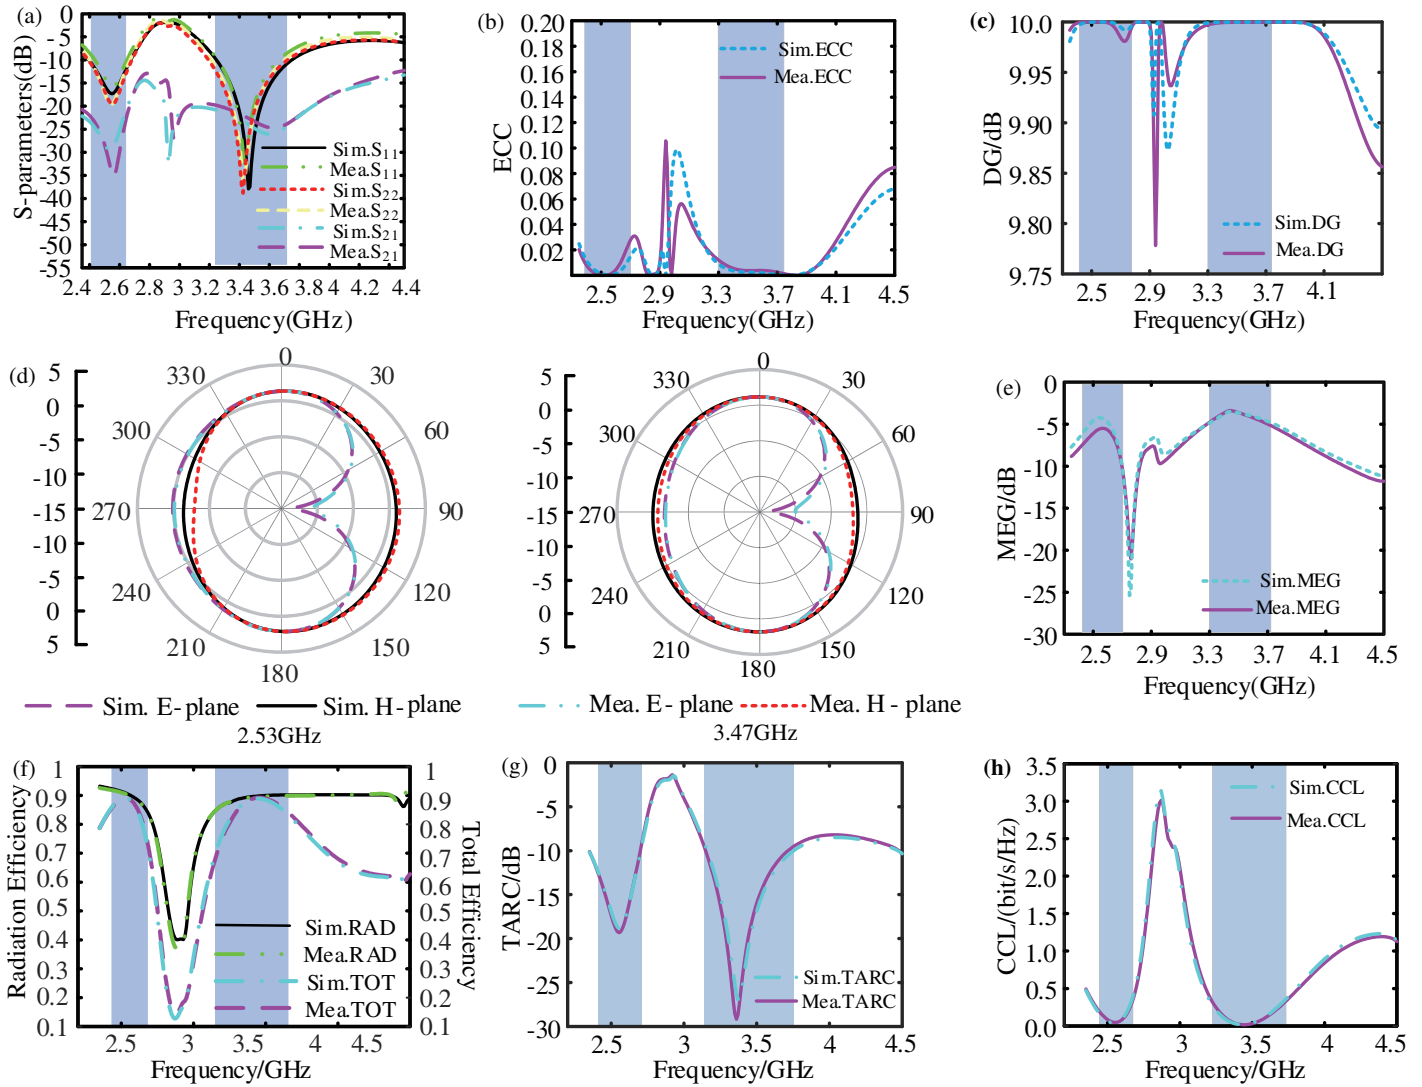 (a)
0
-5
-10
-15
-20
-25
-30
-35
-40
-45
-50
-55
S-parameters(dB)
Sim.S11
Mea.S11
Sim.S22
Mea.S22
Sim.S21
Mea.S21
2.4 2.6 2.8 3 3.2 3.4 3.6 3.8 4 4.2 4.4
Frequency(GHz)
(b)
0.20
0.18
0.16
0.14
0.12
0.10
0.08
0.06
0.04
0.02
ECC
Sim.ECC
Mea.ECC
2.5 2.9 3.3 3.7 4.1 4.5
Frequency(GHz)
(c)
10.0
9.95
9.90
9.85
9.80
9.75
DG/dB
Sim.DG
Mea.DG
2.5 2.9 3.3 3.7 4.1
Frequency(GHz)
(d)
5
0
-5
-10
-15
-10
-5
0
5
0
30
60
90
120
150
180
210
240
270
300
330
5
0
-5
-10
-15
-10
-5
0
5
0
30
60
90
120
150
180
210
240
270
300
330
Sim. E-plane
Sim. H-plane
Mea. E- plane
Mea. H - plane
2.53GHz
3.47GHz
(e)
0
-5
-10
-15
-20
-25
-30
MEG/dB
Sim.MEG
Mea.MEG
2.5 2.9 3.3 3.7 4.1 4.5
Frequency(GHz)
(f)
1
0.9
0.8
0.7
0.6
0.5
0.4
0.3
0.2
0.1
Radiation Efficiency
Sim.RAD
Mea.RAD
Sim.TOT
Mea.TOT
1
0.9
0.8
0.7
0.6
0.5
0.4
0.3
0.2
0.1
Total Efficiency
2.5 3 3.5 4 4.5
Frequency/GHz
(g)
0
-5
-10
-15
-20
-25
-30
TARC/dB
Sim.TARC
Mea.TARC
2.5 3 3.5 4 4.5
Frequency/GHz
(h)
3.5
3.0
2.5
2.0
1.5
1.0
0.5
0.0
CCL/(bit/s/Hz)
Sim.CCL
Mea.CCL
2.5 3 3.5 4 4.5
Frequency/GHz